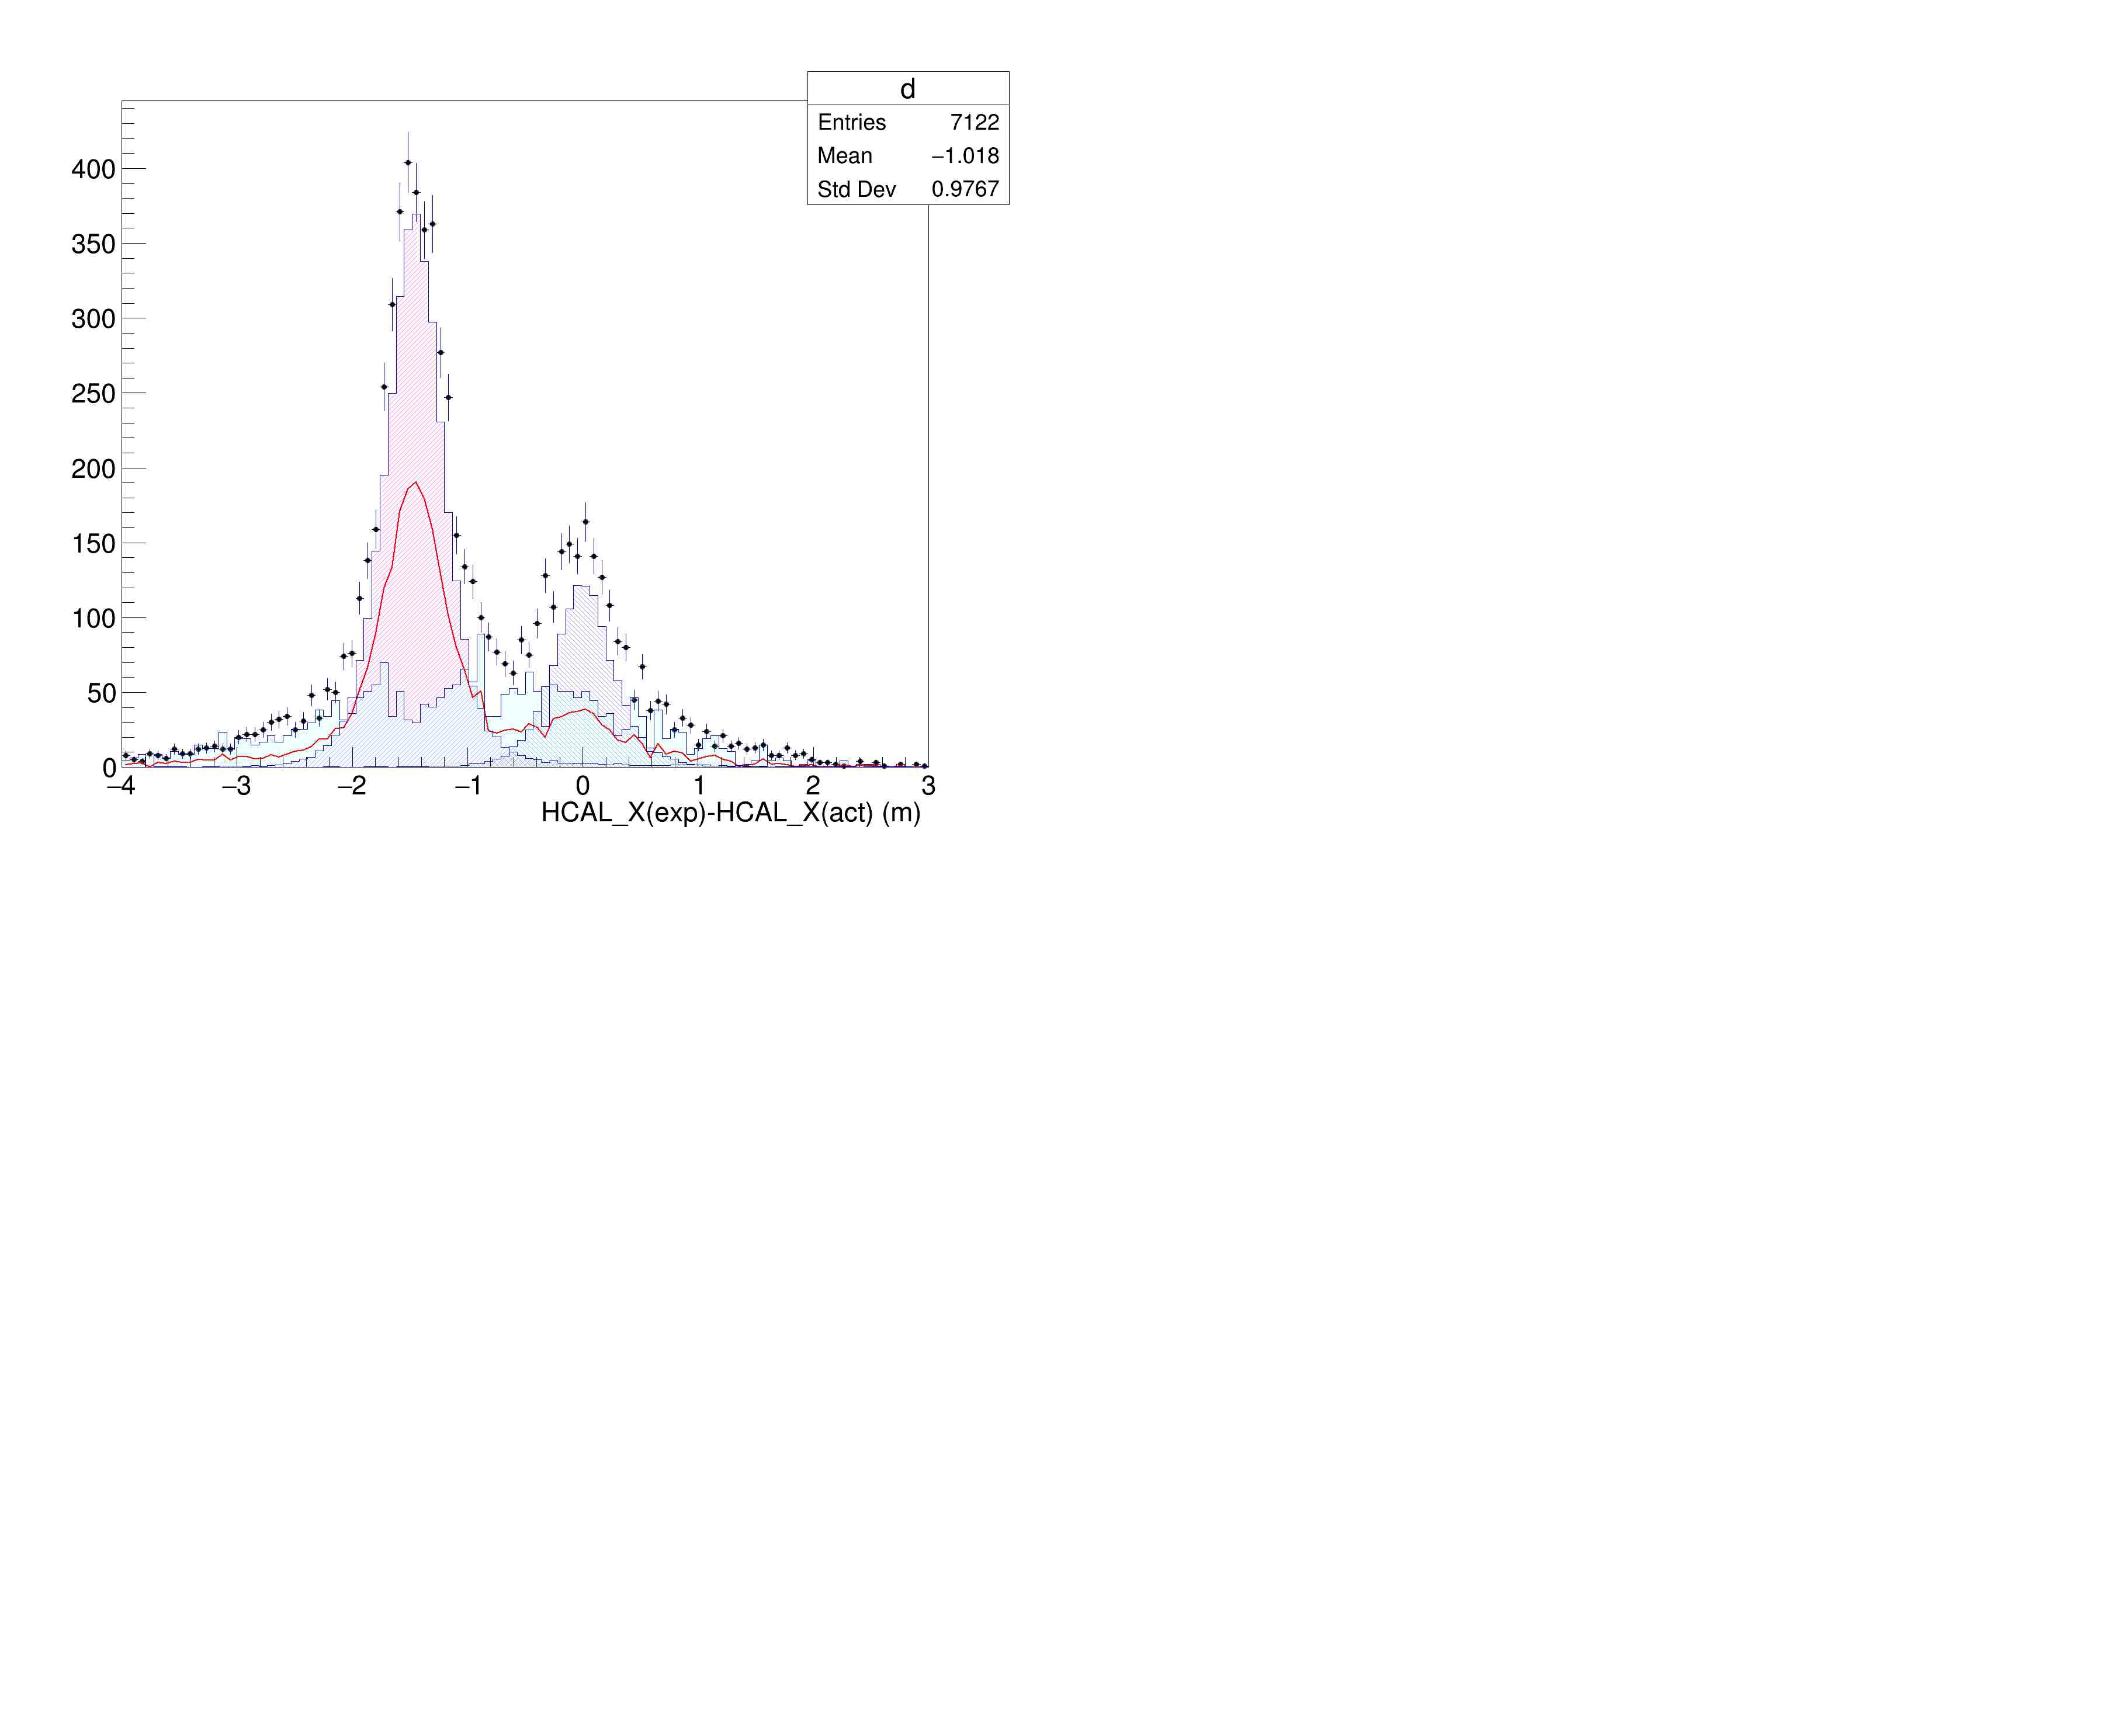 d
Entries 7122
Mean −1.018
Std Dev 0.9767
400
350
300
250
200
150
100
50
0
−4 −3 −2 −1 0 1 2 3
HCAL_X(exp)-HCAL_X(act) (m)